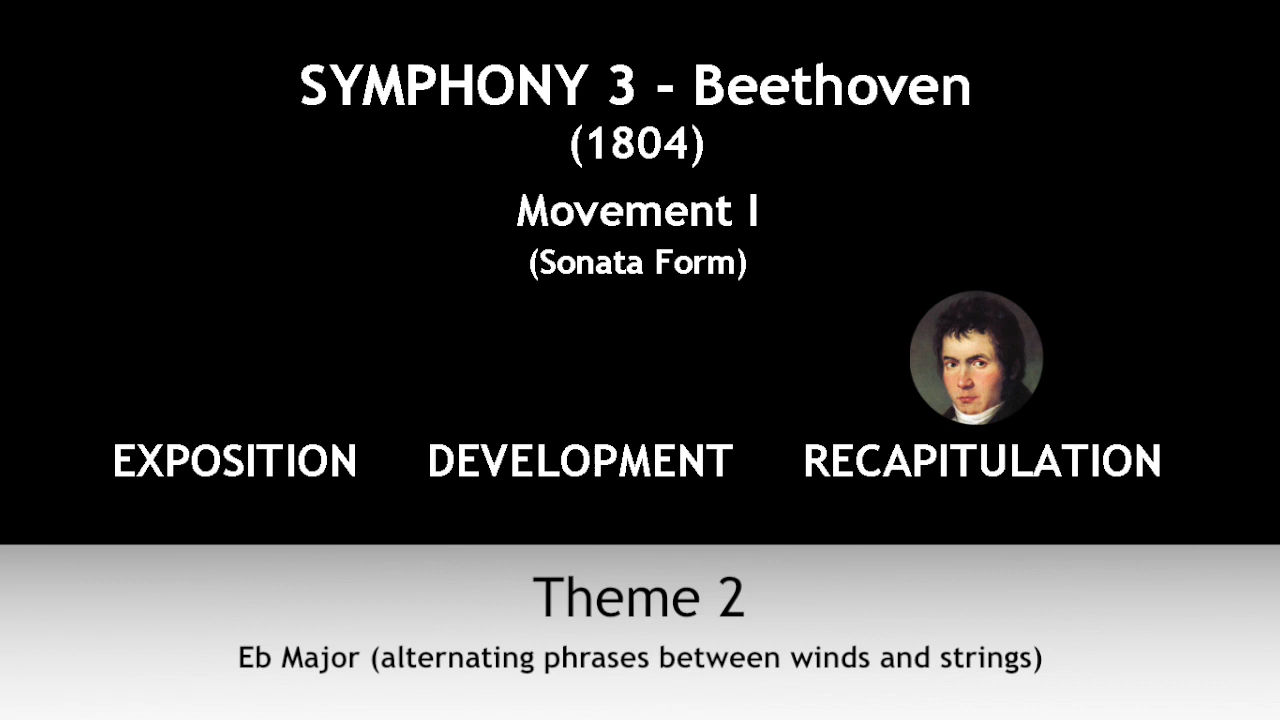 SYMPHONY 3 - Beethoven
(1804)
Movement I
(Sonata Form)
EXPOSITION DEVELOPMENT RECAPITULATION
Theme 2
Eb Major (alternating phrases between winds and strings)